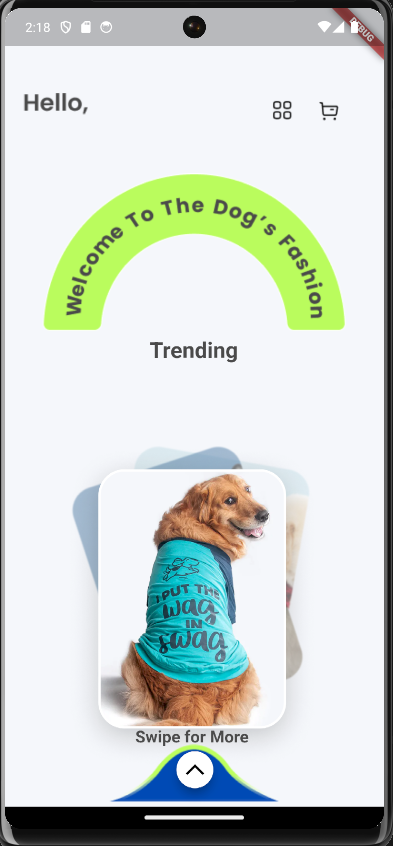 2:18
DEBUG
Hello,
Welcome To The Dog's Fashion
Trending
I PUT THE
wag
IN
swag
Swipe for More